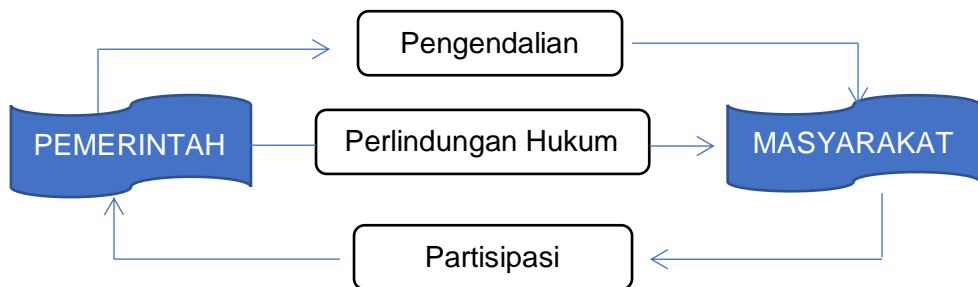 Pengendalian
PEMERINTAH
Perlindungan Hukum
MASYARAKAT
Partisipasi